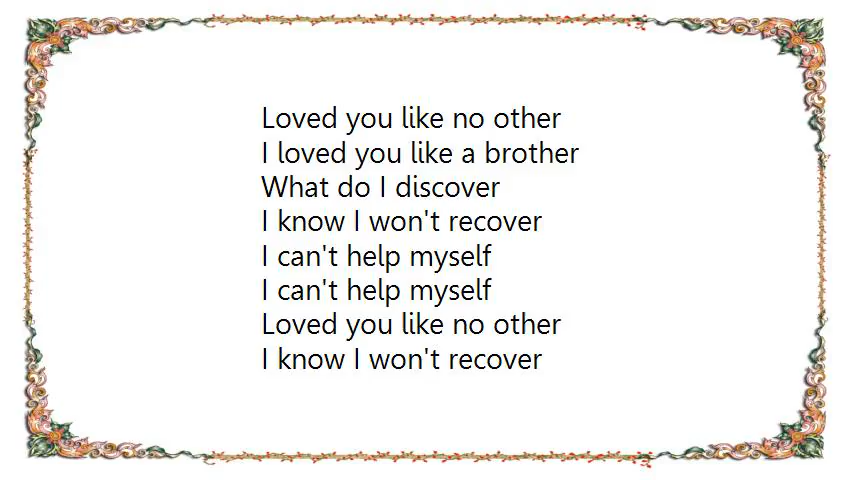 Loved you like no other
I loved you like a brother
What do I discover
I know I won't recover
I can't help myself
I can't help myself
Loved you like no other
I know I won't recover